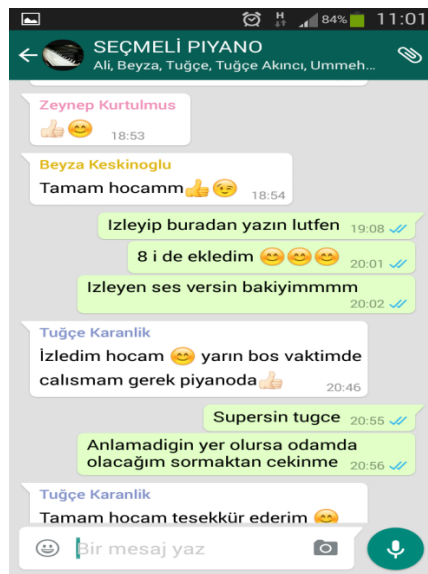 H 84% 11:01
SEÇMELİ PIYANO
Ali, Beyza, Tuğçe, Tuğçe Akıncı, Ummeh...
Zeynep Kurtulmus
👍😊 18:53
Beyza Keskinoglu
Tamam hocamm👍😉 18:54
Izleyip buradan yazın lutfen 19:08
8 i de ekledim 😊😊😊 20:01
Izleyen ses versin bakiyimmmm
20:02
Tuğçe Karanlik
İzledim hocam 😊 yarın bos vaktimde
calısmam gerek piyanoda👍 20:46
Supersin tugce 20:55
Anlamadigin yer olursa odamda
olacağım sormaktan cekinme 20:56
Tuğçe Karanlik
Tamam hocam tesekkür ederim 😊
Bir mesaj yaz